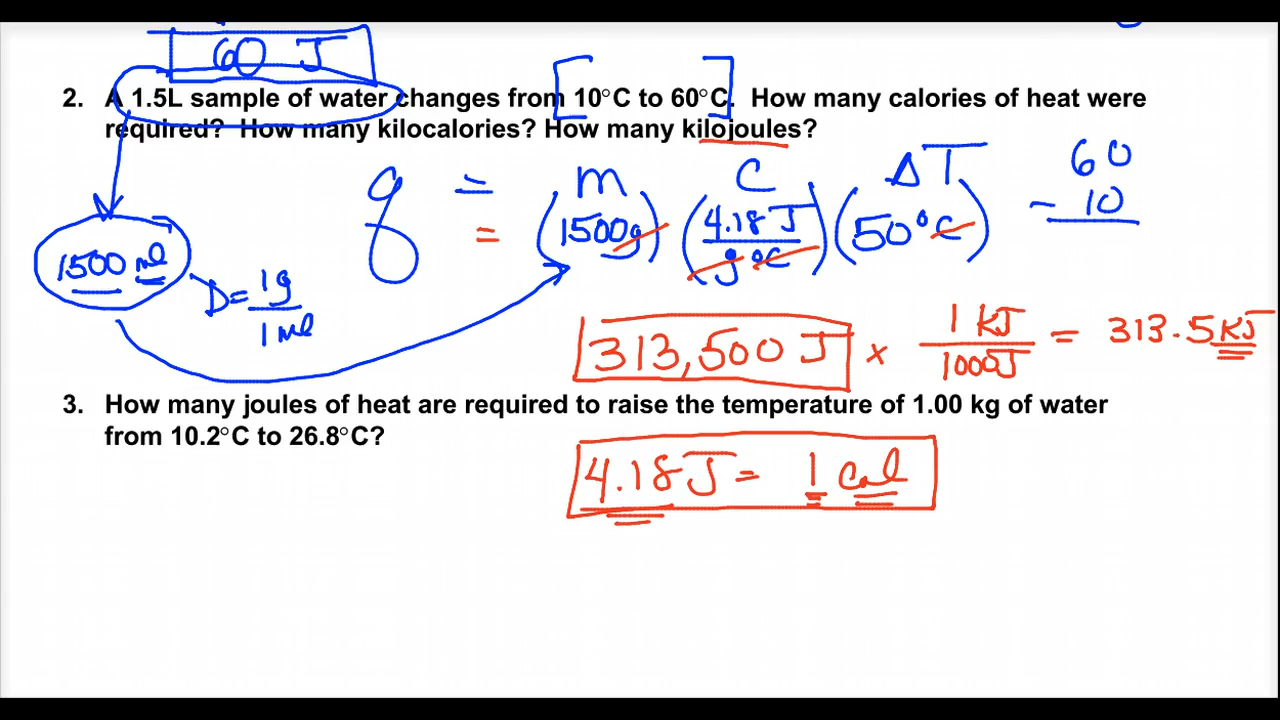 60 J
2. A 1.5L sample of water changes from 10°C to 60°C. How many calories of heat were
required? How many kilocalories? How many kilojoules?
q = m C ΔT
60
- 10
= (1500g) (4.18 J / g °C) (50 °C)
1500 ml
D = 1g / 1 ml
313,500 J × 1 KJ / 1000J = 313.5 KJ
3. How many joules of heat are required to raise the temperature of 1.00 kg of water
from 10.2°C to 26.8°C?
4.18 J = 1 Cal